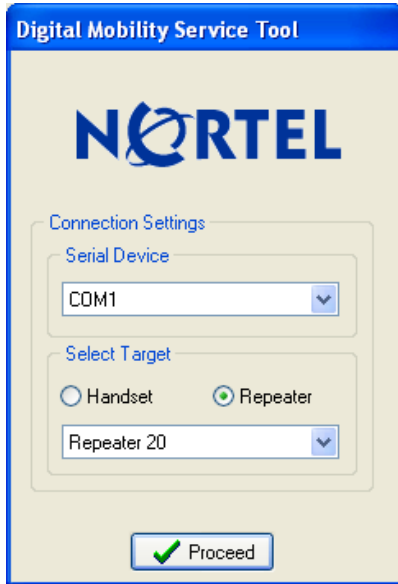 Digital Mobility Service Tool
NORTEL
Connection Settings
Serial Device
COM1
Select Target
Handset Repeater
Repeater 20
Proceed